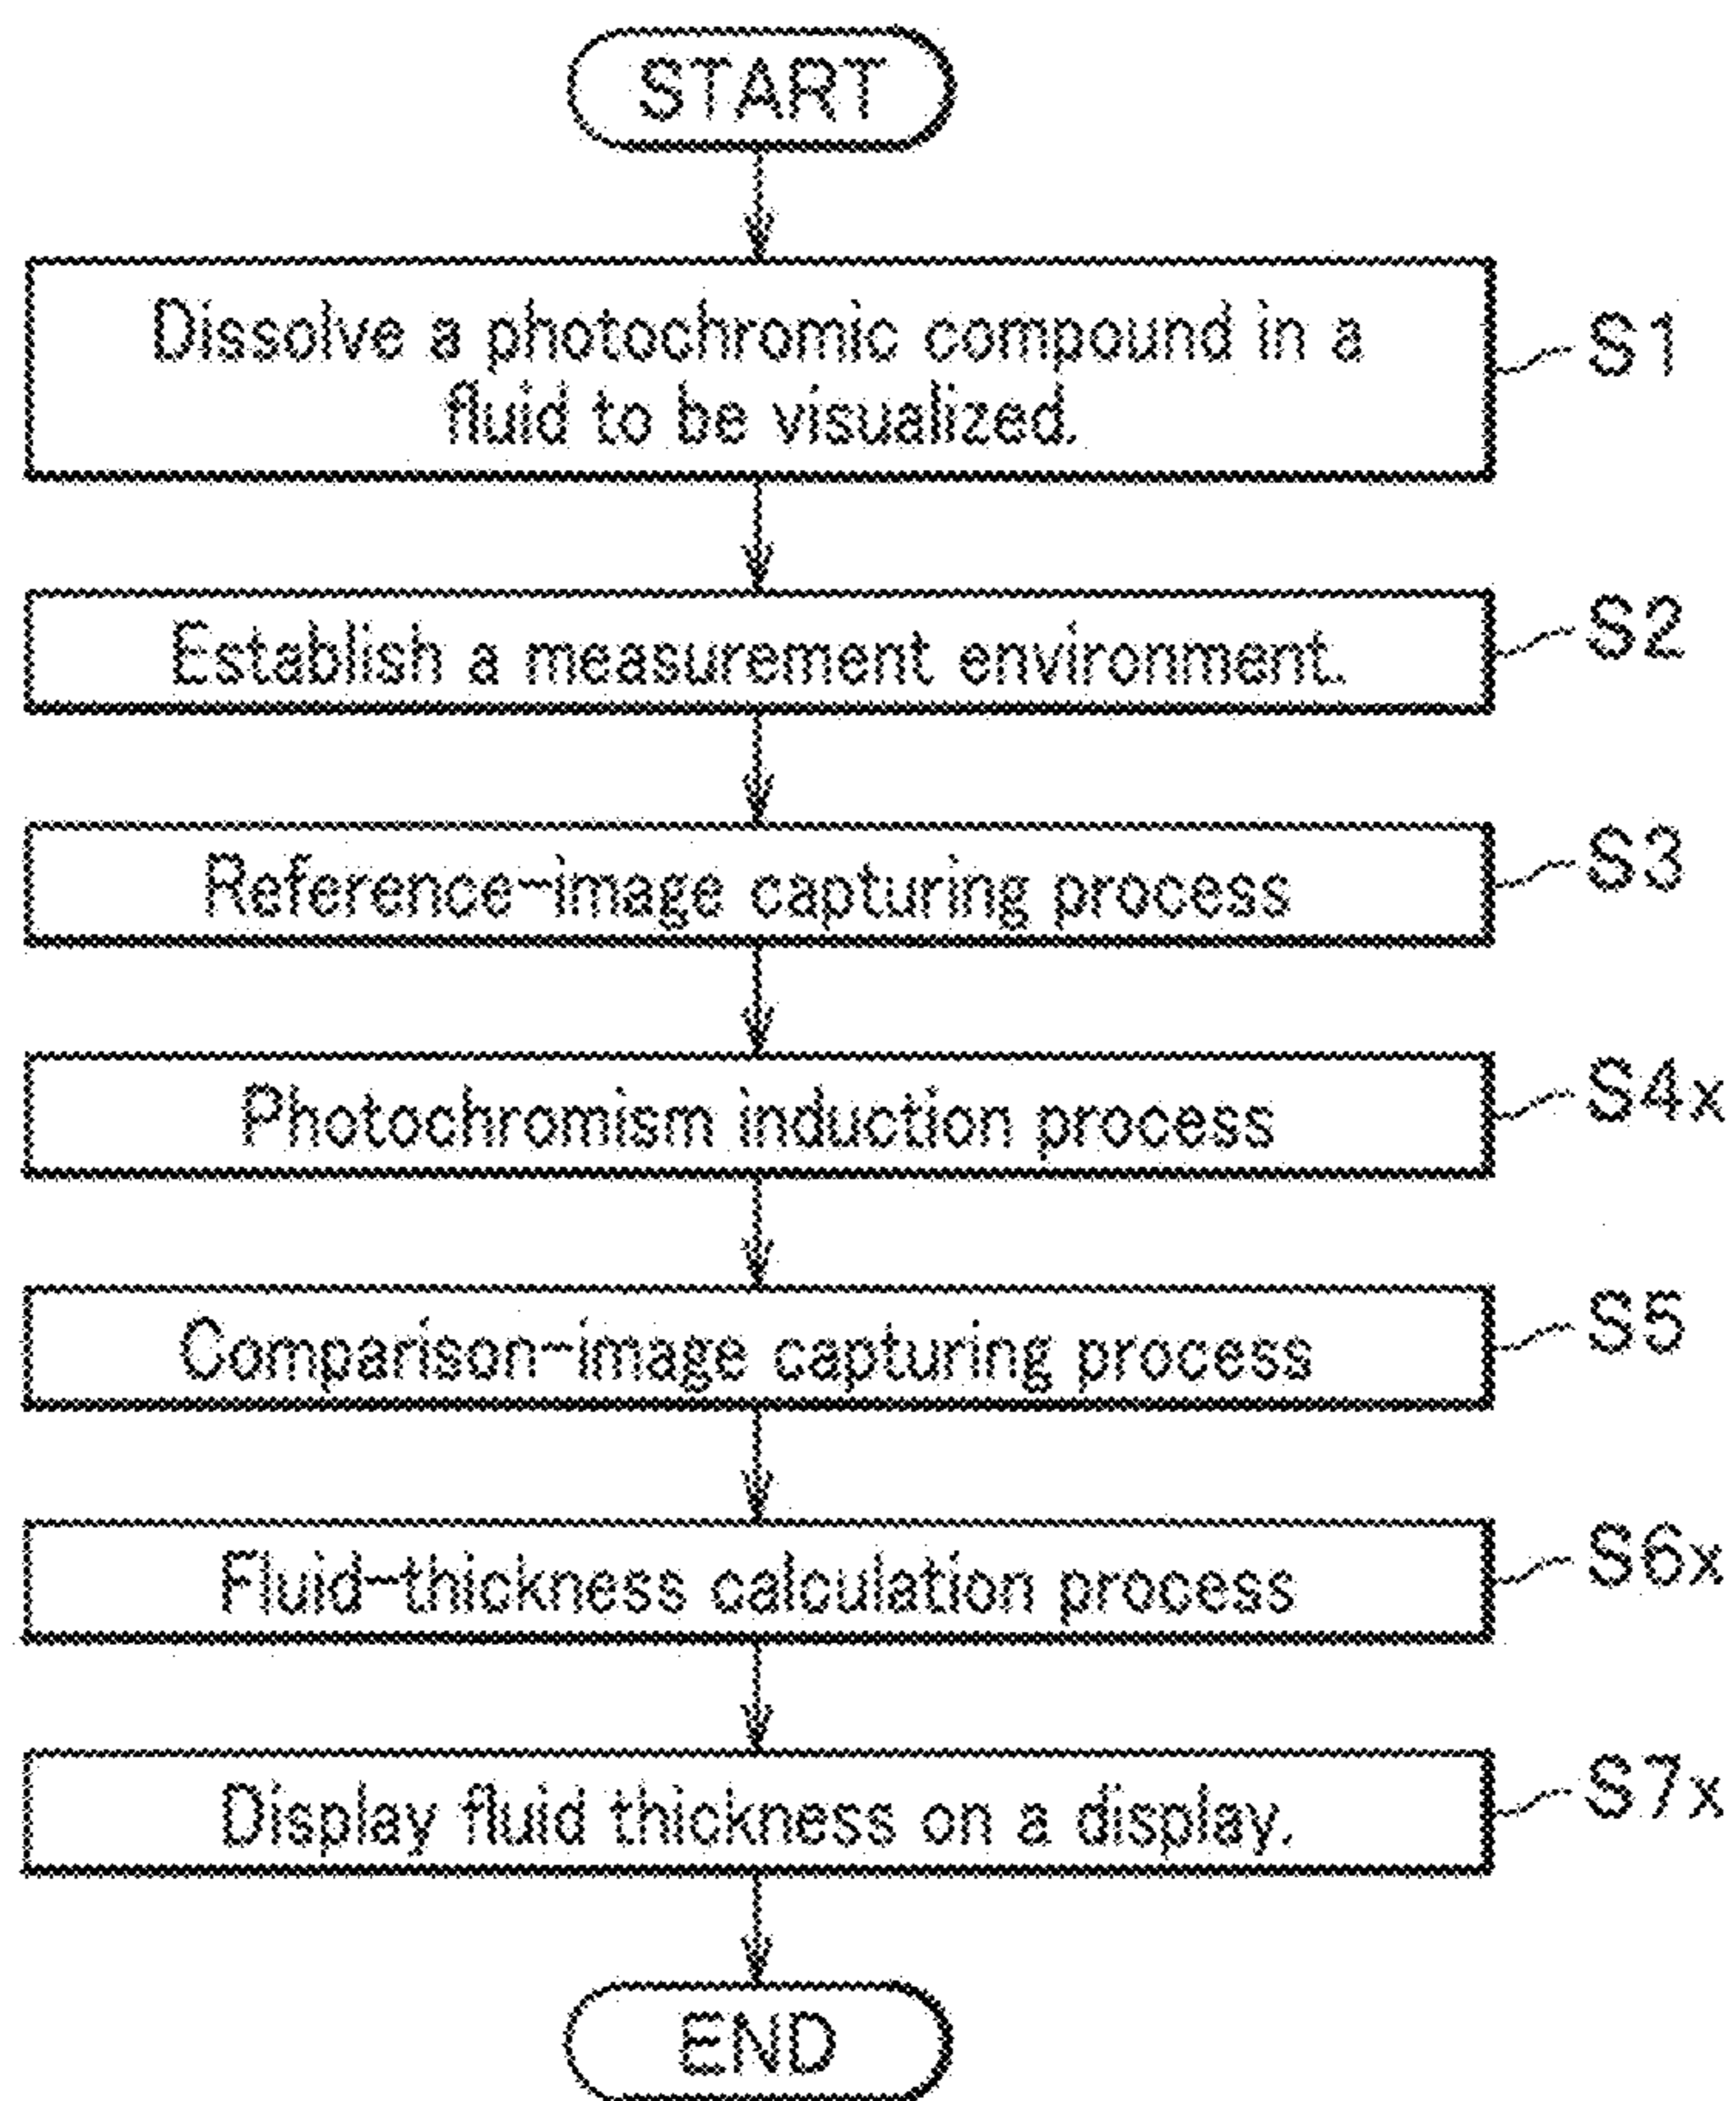 START
Dissolve a photochromic compound in a
fluid to be visualized.
S1
Establish a measurement environment.
S2
Reference-image capturing process
S3
Photochromism induction process
S4x
Comparison-image capturing process
S5
Fluid-thickness calculation process
S6x
Display fluid thickness on a display.
S7x
END